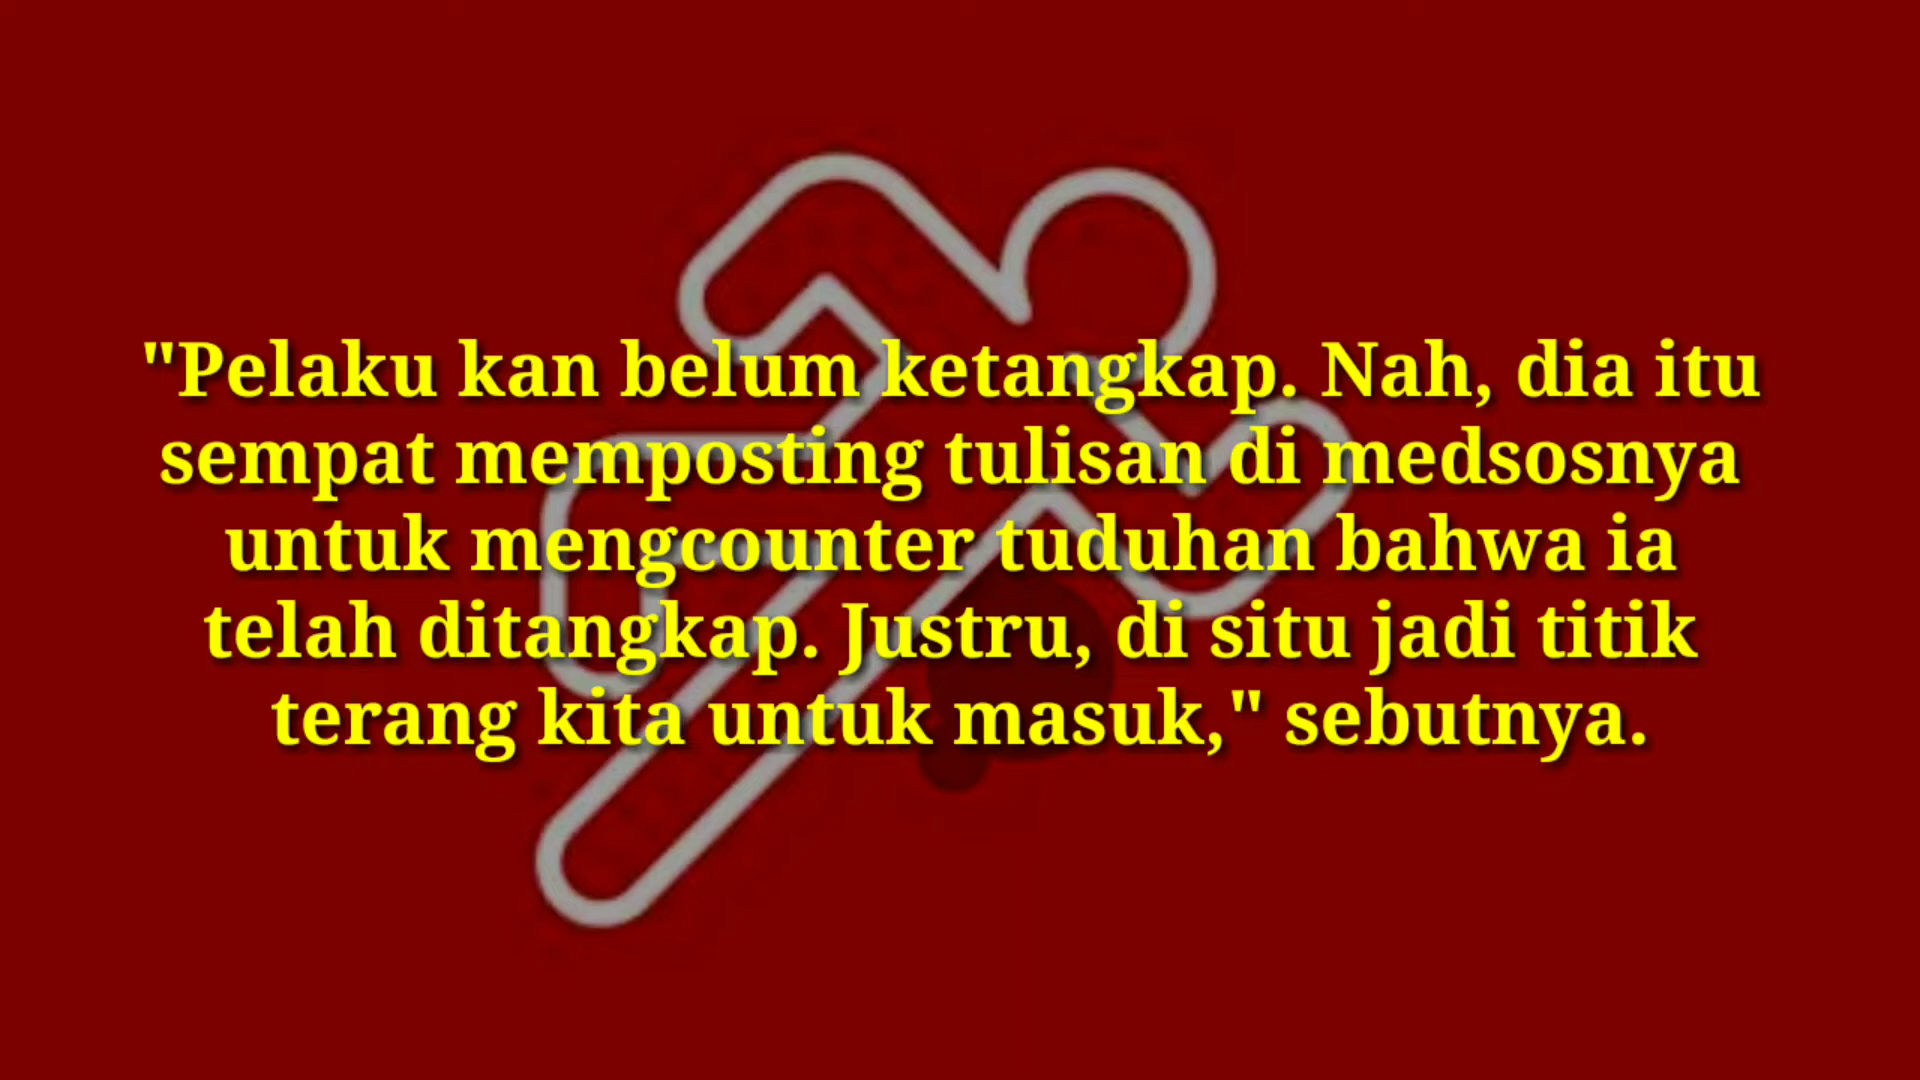 "Pelaku kan belum ketangkap. Nah, dia itu
sempat memposting tulisan di medsosnya
untuk mengcounter tuduhan bahwa ia
telah ditangkap. Justru, di situ jadi titik
terang kita untuk masuk," sebutnya.